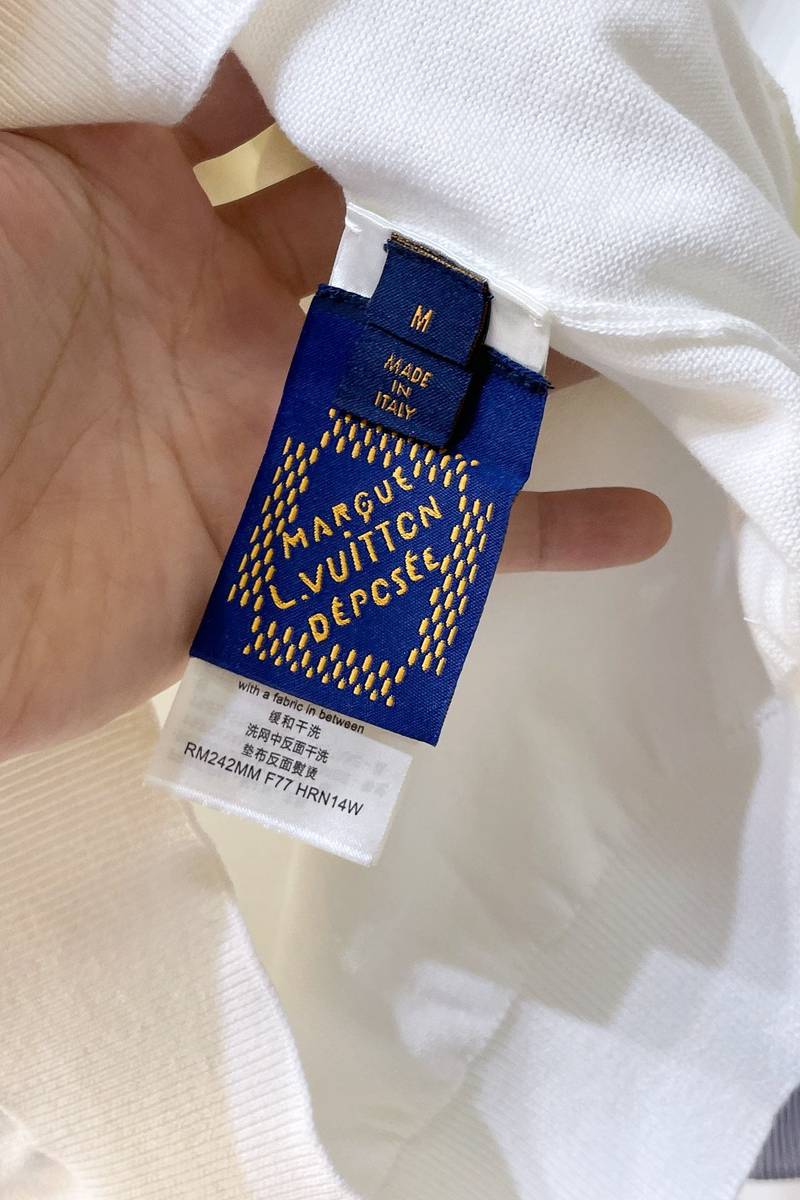 M
MADE
IN
ITALY
MARQUE
L.VUITTON
DÉPOSÉE
with a fabric in between
缓和干洗
洗网中反面干洗
垫布反面熨烫
RM242MM F77 HRN14W